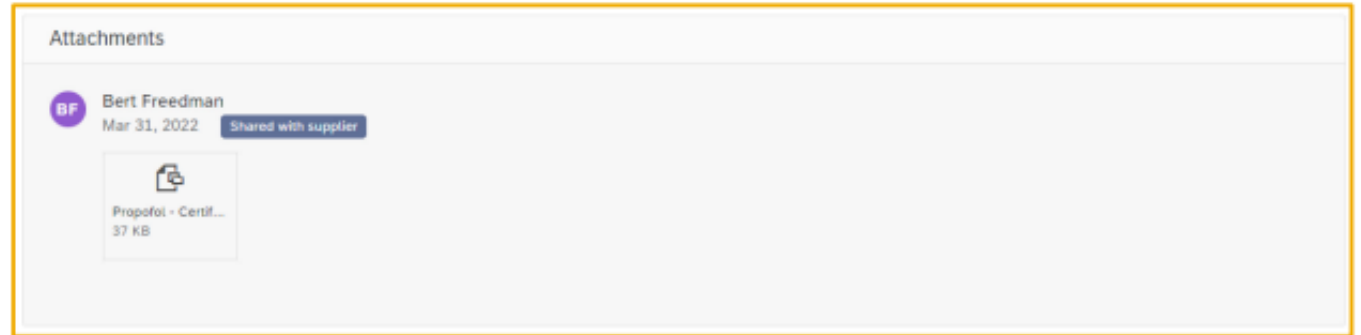 Attachments
BF
Bert Freedman
Mar 31, 2022 Shared with supplier
Propofol - Certif...
37 KB